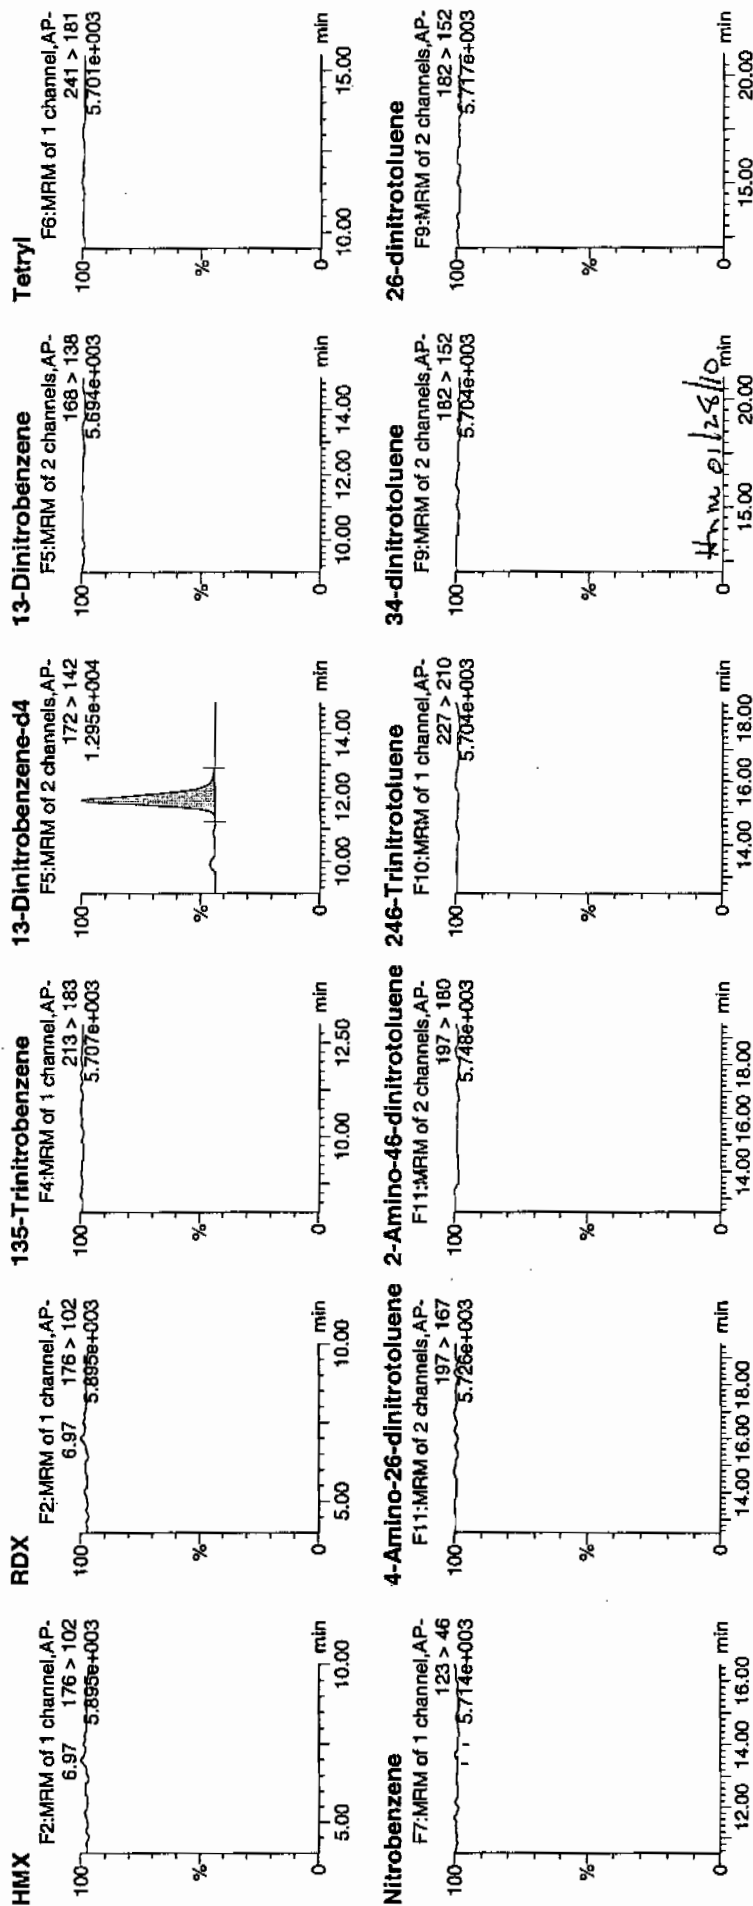 HMX
F2:MRM of 1 channel,AP-
6.97 176 > 102
5.895e+003
100
%
0
5.00 10.00 min
RDX
F2:MRM of 1 channel,AP-
6.97 176 > 102
5.895e+003
100
%
0
5.00 10.00 min
135-Trinitrobenzene
F4:MRM of 1 channel,AP-
213 > 183
5.707e+003
100
%
0
10.00 12.50 min
13-Dinitrobenzene-d4
F5:MRM of 2 channels,AP-
172 > 142
1.295e+004
100
%
0
10.00 12.00 14.00 min
13-Dinitrobenzene
F5:MRM of 2 channels,AP-
168 > 138
5.694e+003
100
%
0
10.00 12.00 14.00 min
Tetryl
F6:MRM of 1 channel,AP-
241 > 181
5.701e+003
100
%
0
10.00 15.00 min
Nitrobenzene
F7:MRM of 1 channel,AP-
123 > 46
5.714e+003
100
%
0
12.00 14.00 16.00 min
4-Amino-26-dinitrotoluene
F11:MRM of 2 channels,AP-
197 > 167
5.726e+003
100
%
0
14.00 16.00 18.00 min
2-Amino-46-dinitrotoluene
F11:MRM of 2 channels,AP-
197 > 180
5.748e+003
100
%
0
14.00 16.00 18.00 min
246-Trinitrotoluene
F10:MRM of 1 channel,AP-
227 > 210
5.704e+003
100
%
0
14.00 16.00 18.00 min
34-dinitrotoluene
F9:MRM of 2 channels,AP-
182 > 152
5.704e+003
100
%
0
15.00 20.00 min
01/28/10
26-dinitrotoluene
F9:MRM of 2 channels,AP-
182 > 152
5.717e+003
100
%
0
15.00 20.00 min